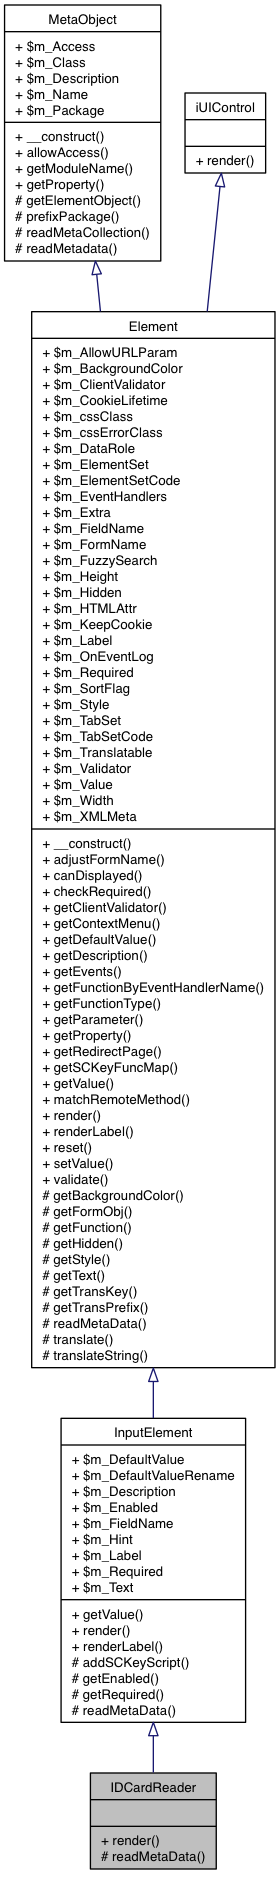 MetaObject
+ $m_Access
+ $m_Class
+ $m_Description
+ $m_Name
+ $m_Package
+ __construct()
+ allowAccess()
+ getModuleName()
+ getProperty()
# getElementObject()
# prefixPackage()
# readMetaCollection()
# readMetadata()
iUIControl
+ render()
Element
+ $m_AllowURLParam
+ $m_BackgroundColor
+ $m_ClientValidator
+ $m_CookieLifetime
+ $m_cssClass
+ $m_cssErrorClass
+ $m_DataRole
+ $m_ElementSet
+ $m_ElementSetCode
+ $m_EventHandlers
+ $m_Extra
+ $m_FieldName
+ $m_FormName
+ $m_FuzzySearch
+ $m_Height
+ $m_Hidden
+ $m_HTMLAttr
+ $m_KeepCookie
+ $m_Label
+ $m_OnEventLog
+ $m_Required
+ $m_SortFlag
+ $m_Style
+ $m_TabSet
+ $m_TabSetCode
+ $m_Translatable
+ $m_Validator
+ $m_Value
+ $m_Width
+ $m_XMLMeta
+ __construct()
+ adjustFormName()
+ canDisplayed()
+ checkRequired()
+ getClientValidator()
+ getContextMenu()
+ getDefaultValue()
+ getDescription()
+ getEvents()
+ getFunctionByEventHandlerName()
+ getFunctionType()
+ getParameter()
+ getProperty()
+ getRedirectPage()
+ getSCKeyFuncMap()
+ getValue()
+ matchRemoteMethod()
+ render()
+ renderLabel()
+ reset()
+ setValue()
+ validate()
# getBackgroundColor()
# getFormObj()
# getFunction()
# getHidden()
# getStyle()
# getText()
# getTransKey()
# getTransPrefix()
# readMetaData()
# translate()
# translateString()
InputElement
+ $m_DefaultValue
+ $m_DefaultValueRename
+ $m_Description
+ $m_Enabled
+ $m_FieldName
+ $m_Hint
+ $m_Label
+ $m_Required
+ $m_Text
+ getValue()
+ render()
+ renderLabel()
# addSCKeyScript()
# getEnabled()
# getRequired()
# readMetaData()
IDCardReader
+ render()
# readMetaData()